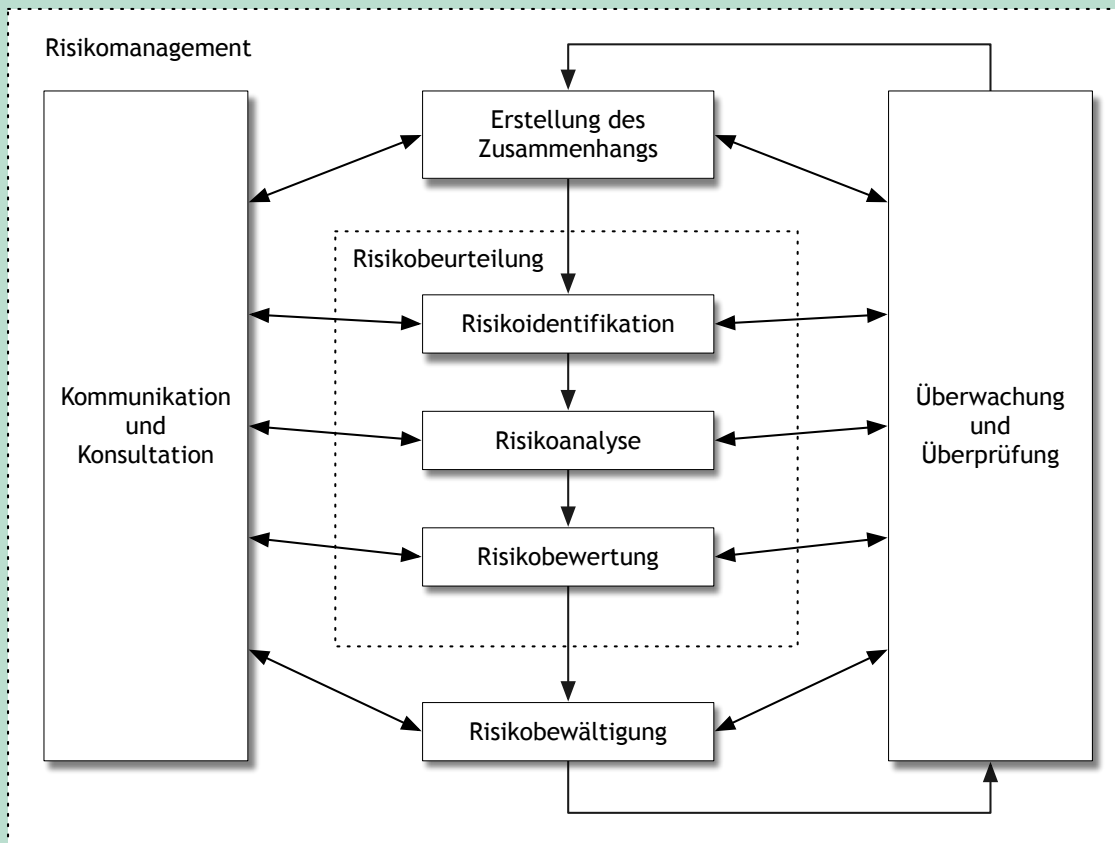 Risikomanagement
Erstellung des
Zusammenhangs
Risikobeurteilung
Risikoidentifikation
Kommunikation
und
Konsultation
Risikoanalyse
Überwachung
und
Überprüfung
Risikobewertung
Risikobewältigung